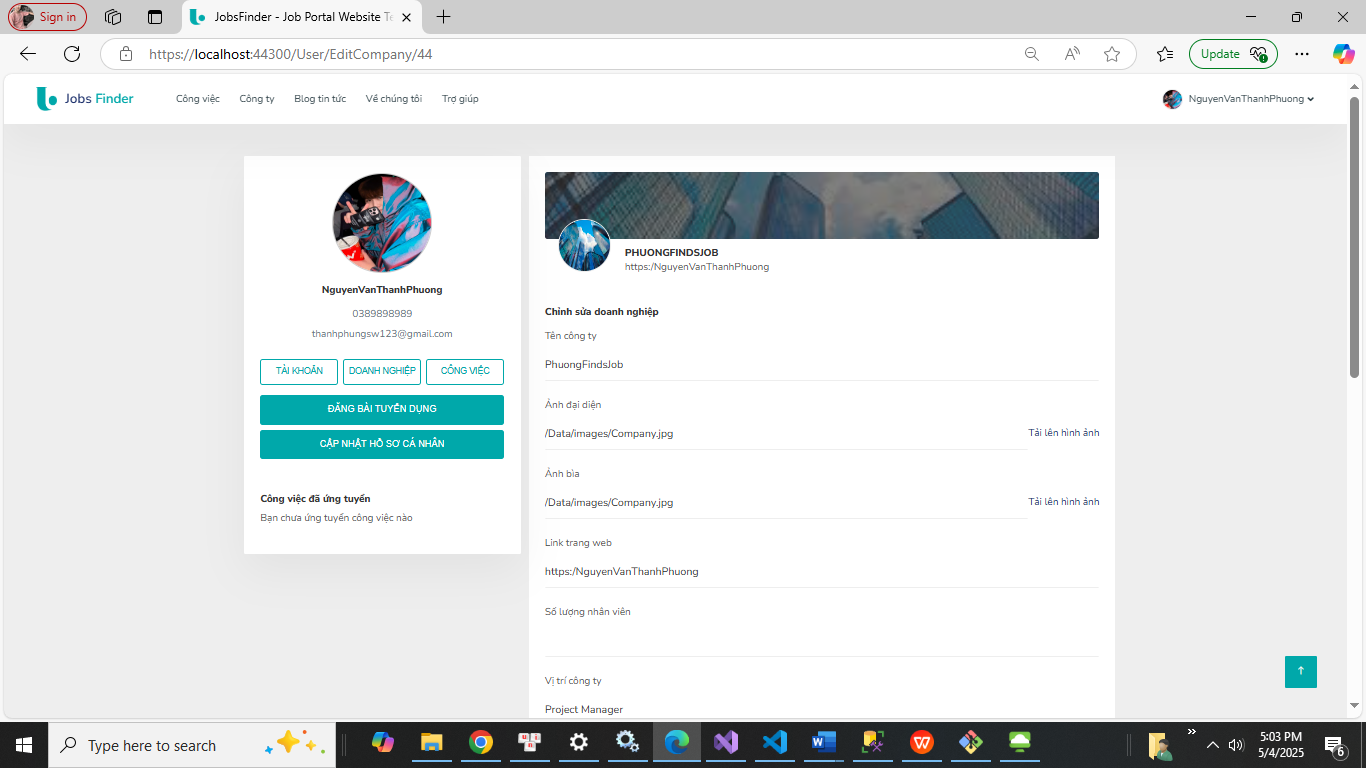 Sign in
JobsFinder - Job Portal Website Te
https://localhost:44300/User/EditCompany/44
Update
Jobs Finder
Công việc
Công ty
Blog tin tức
Về chúng tôi
Trợ giúp
NguyenVanThanhPhuong
NguyenVanThanhPhuong
0389898989
thanhphungsw123@gmail.com
TÀI KHOẢN
DOANH NGHIỆP
CÔNG VIỆC
ĐĂNG BÀI TUYỂN DỤNG
CẬP NHẬT HỒ SƠ CÁ NHÂN
Công việc đã ứng tuyển
Bạn chưa ứng tuyển công việc nào
PHUONGFINDSJOB
https:/NguyenVanThanhPhuong
Chỉnh sửa doanh nghiệp
Tên công ty
PhuongFindsJob
Ảnh đại diện
/Data/images/Company.jpg
Tải lên hình ảnh
Ảnh bìa
/Data/images/Company.jpg
Tải lên hình ảnh
Link trang web
https:/NguyenVanThanhPhuong
Số lượng nhân viên
Vị trí công ty
Project Manager
Type here to search
5:03 PM
5/4/2025
6